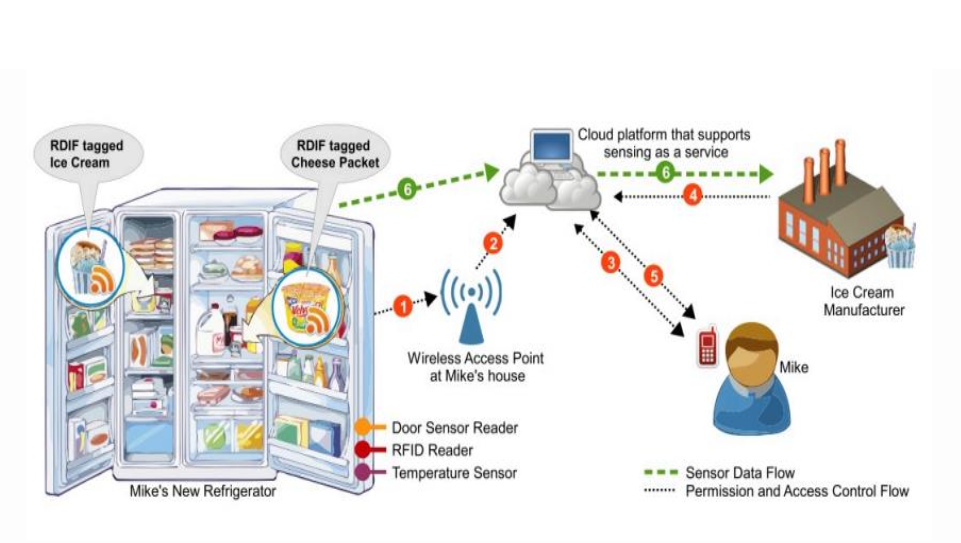 RDIF tagged
Ice Cream
RDIF tagged
Cheese Packet
Cloud platform that supports
sensing as a service
6
6
4
2
3
5
1
Ice Cream
Manufacturer
Wireless Access Point
at Mike's house
Mike
Door Sensor Reader
RFID Reader
Temperature Sensor
Mike's New Refrigerator
Sensor Data Flow
Permission and Access Control Flow